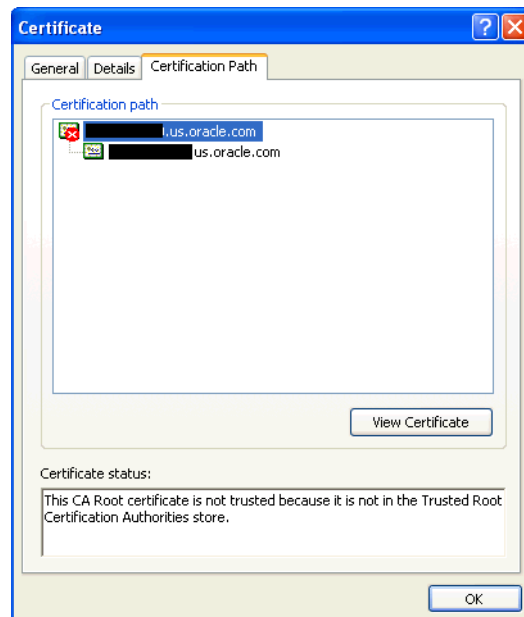 Certificate
General Details Certification Path
Certification path
.us.oracle.com
us.oracle.com
View Certificate
Certificate status:
This CA Root certificate is not trusted because it is not in the Trusted Root
Certification Authorities store.
OK